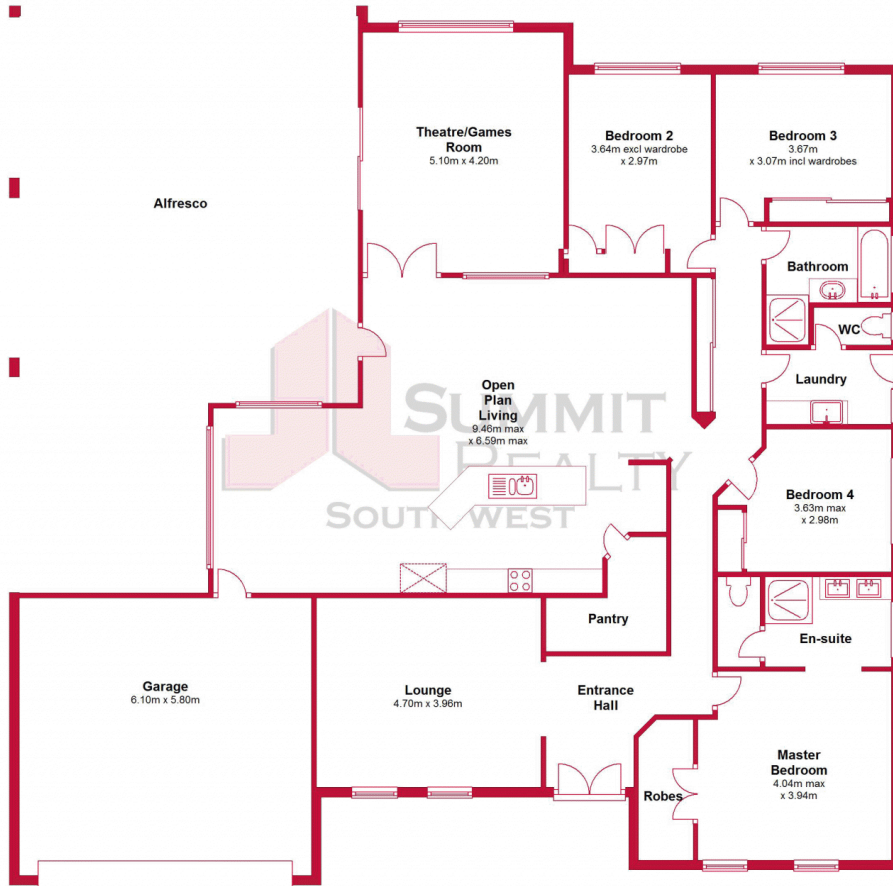 Theatre/Games
Room
5.10m x 4.20m
Bedroom 2
3.64m excl wardrobe
x 2.97m
Bedroom 3
3.67m
x 3.07m incl wardrobes
Alfresco
Bathroom
WC
Laundry
Open
Plan
Living
9.46m max
x 6.59m max
SUMMIT
REALTY
SOUTH WEST
Bedroom 4
3.63m max
x 2.98m
Pantry
En-suite
Garage
6.10m x 5.80m
Lounge
4.70m x 3.96m
Entrance
Hall
Master
Bedroom
4.04m max
x 3.94m
Robes